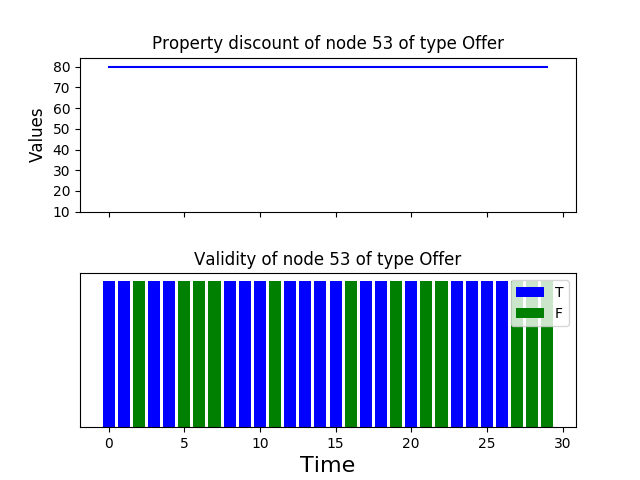 Property discount of node 53 of type Offer
80
70
60
50
40
30
20
10
Values
Validity of node 53 of type Offer
T
F
0 5 10 15 20 25 30
Time